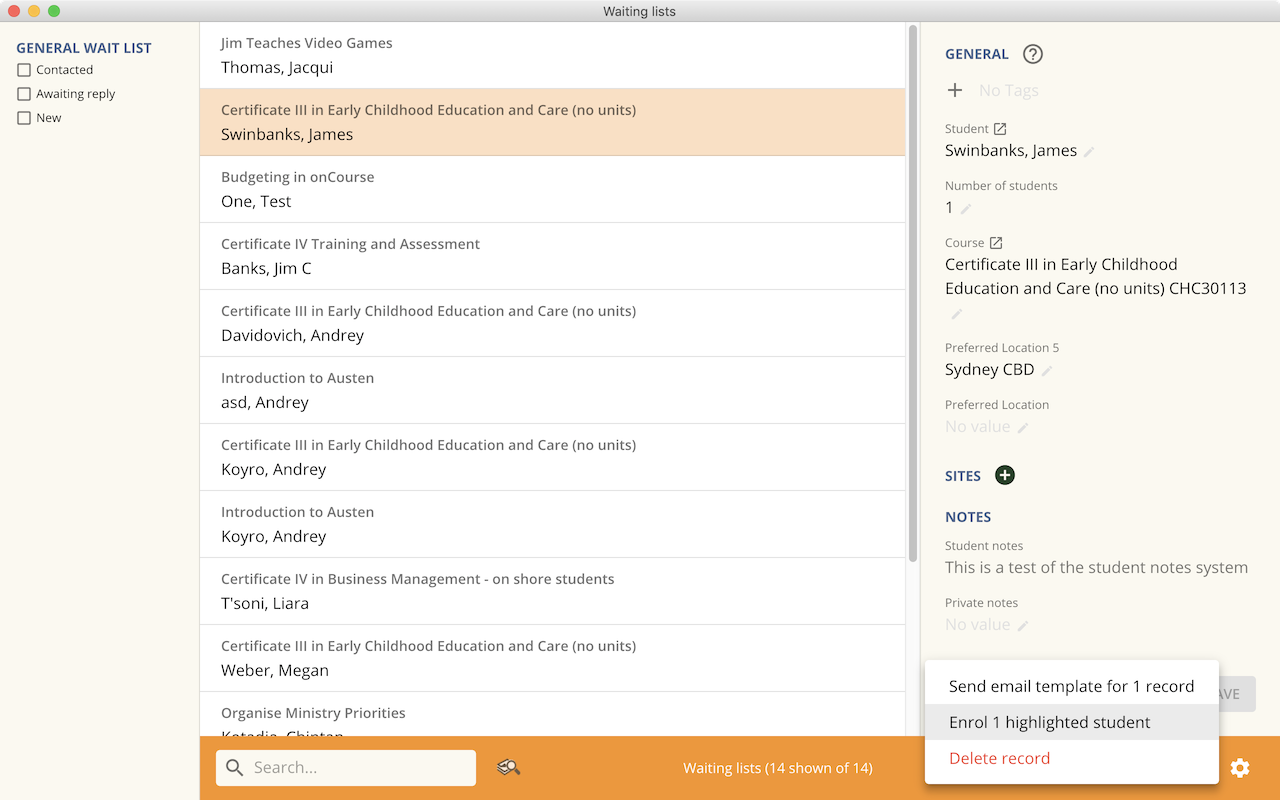 Waiting lists
GENERAL WAIT LIST
Contacted
Awaiting reply
New
Jim Teaches Video Games
Thomas, Jacqui
Certificate III in Early Childhood Education and Care (no units)
Swinbanks, James
Budgeting in onCourse
One, Test
Certificate IV Training and Assessment
Banks, Jim C
Certificate III in Early Childhood Education and Care (no units)
Davidovich, Andrey
Introduction to Austen
asd, Andrey
Certificate III in Early Childhood Education and Care (no units)
Koyro, Andrey
Introduction to Austen
Koyro, Andrey
Certificate IV in Business Management - on shore students
T'soni, Liara
Certificate III in Early Childhood Education and Care (no units)
Weber, Megan
Organise Ministry Priorities
Search...
Waiting lists (14 shown of 14)
GENERAL
No Tags
Student
Swinbanks, James
Number of students
1
Course
Certificate III in Early Childhood
Education and Care (no units) CHC30113
Preferred Location 5
Sydney CBD
Preferred Location
No value
SITES
NOTES
Student notes
This is a test of the student notes system
Private notes
No value
Send email template for 1 record
Enrol 1 highlighted student
Delete record